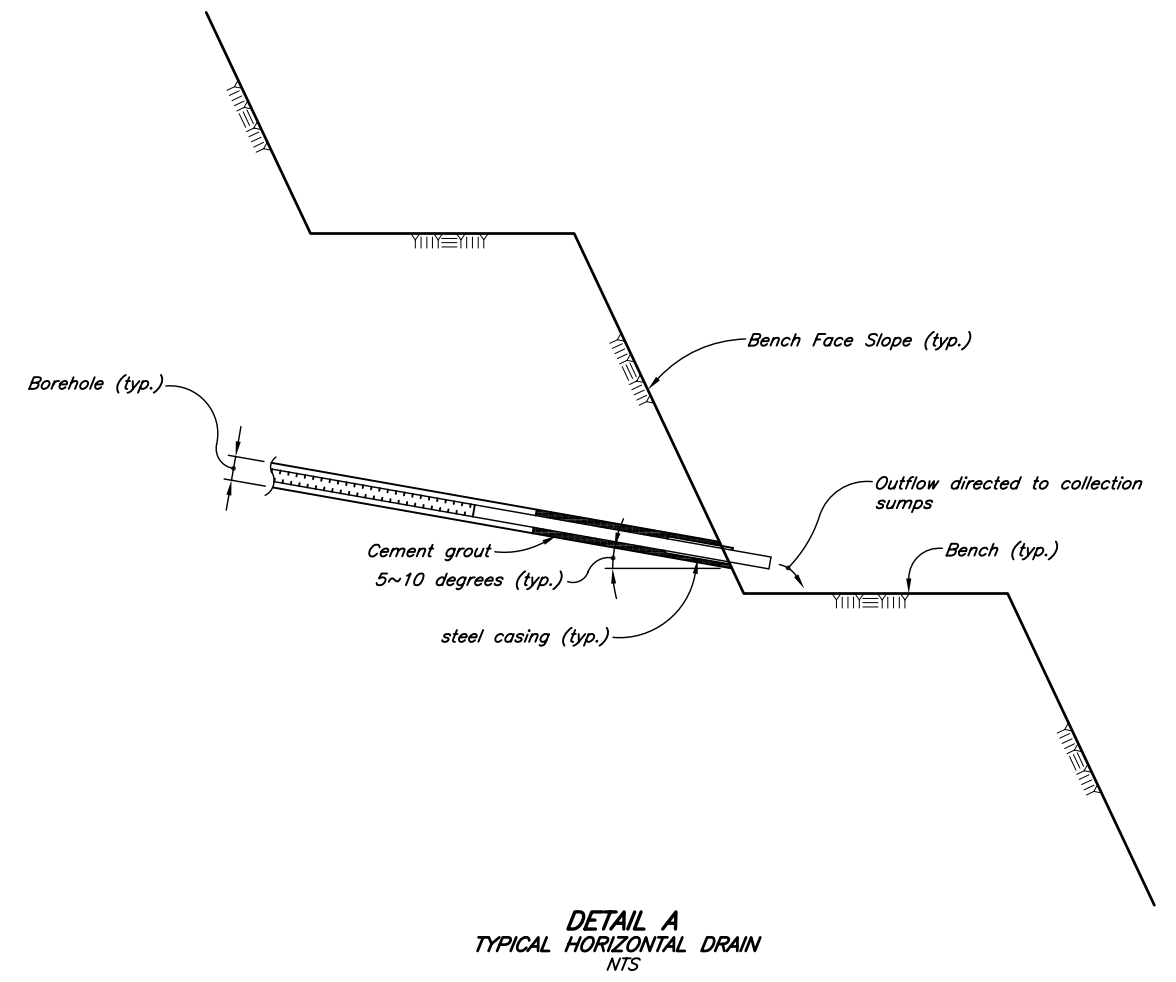 Bench Face Slope (typ.)
Borehole (typ.)
Outflow directed to collection
sumps
Cement grout
Bench (typ.)
5~10 degrees (typ.)
steel casing (typ.)
DETAIL A
TYPICAL HORIZONTAL DRAIN
NTS